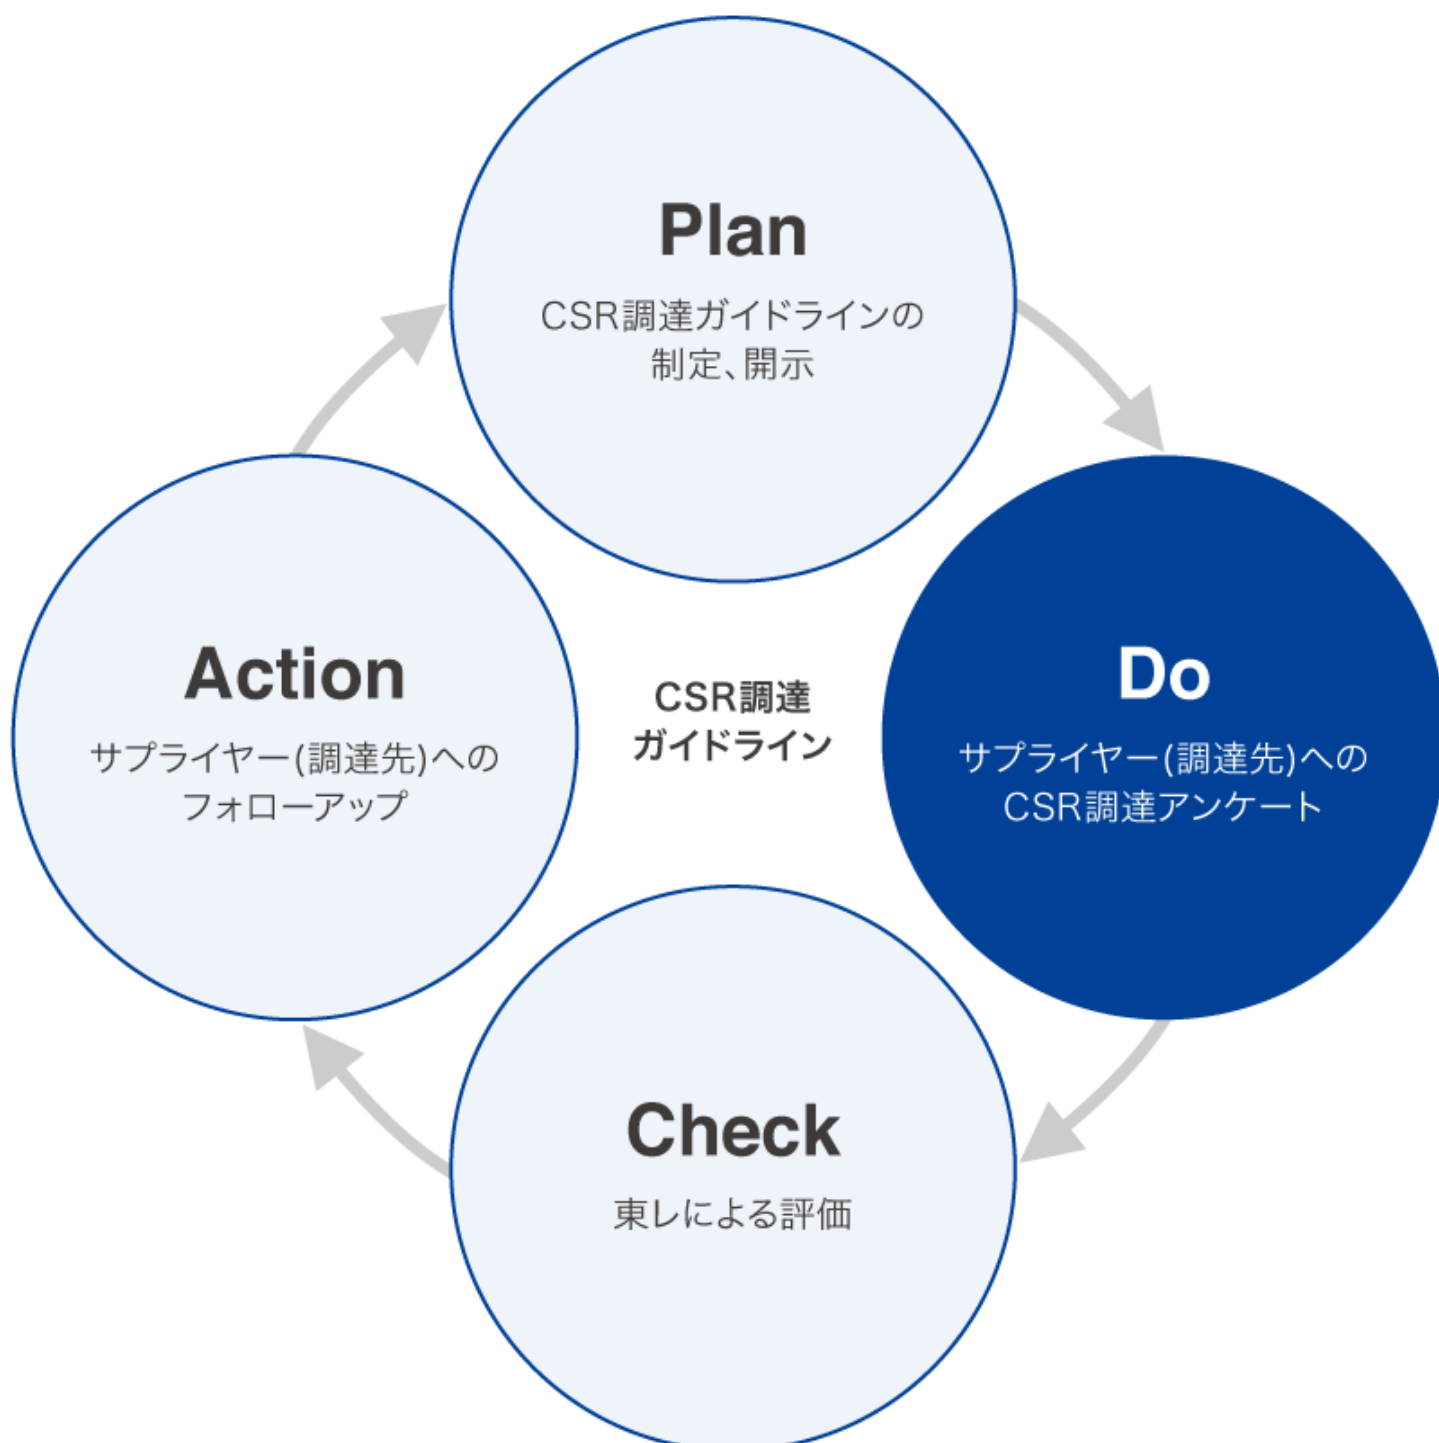 Plan
CSR調達ガイドラインの
制定、開示
Do
サプライヤー(調達先)への
CSR調達アンケート
Check
東レによる評価
Action
サプライヤー(調達先)への
フォローアップ
CSR調達
ガイドライン